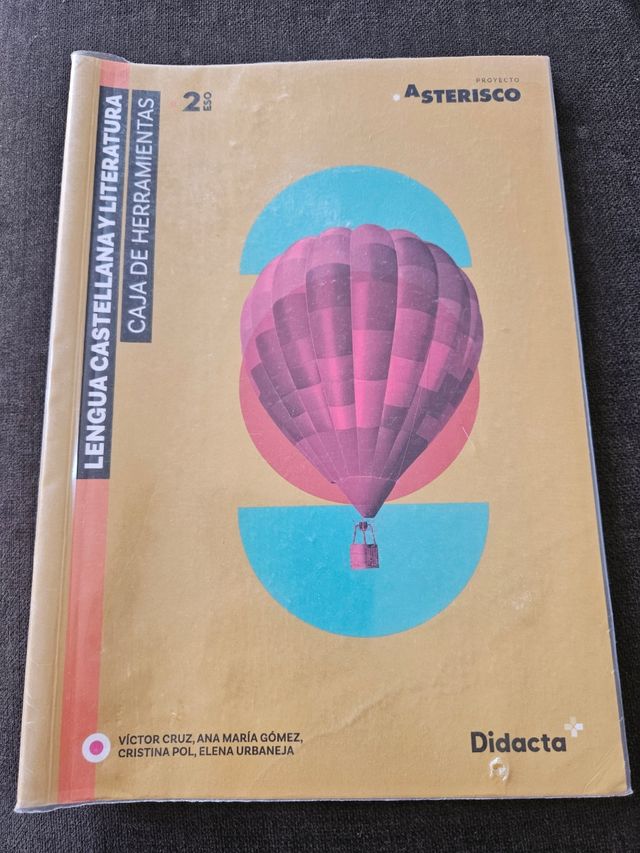 PROYECTO
ASTERISCO
2 ESO
LENGUA CASTELLANA Y LITERATURA
CAJA DE HERRAMIENTAS
VÍCTOR CRUZ, ANA MARÍA GÓMEZ,
CRISTINA POL, ELENA URBANEJA
Didacta+